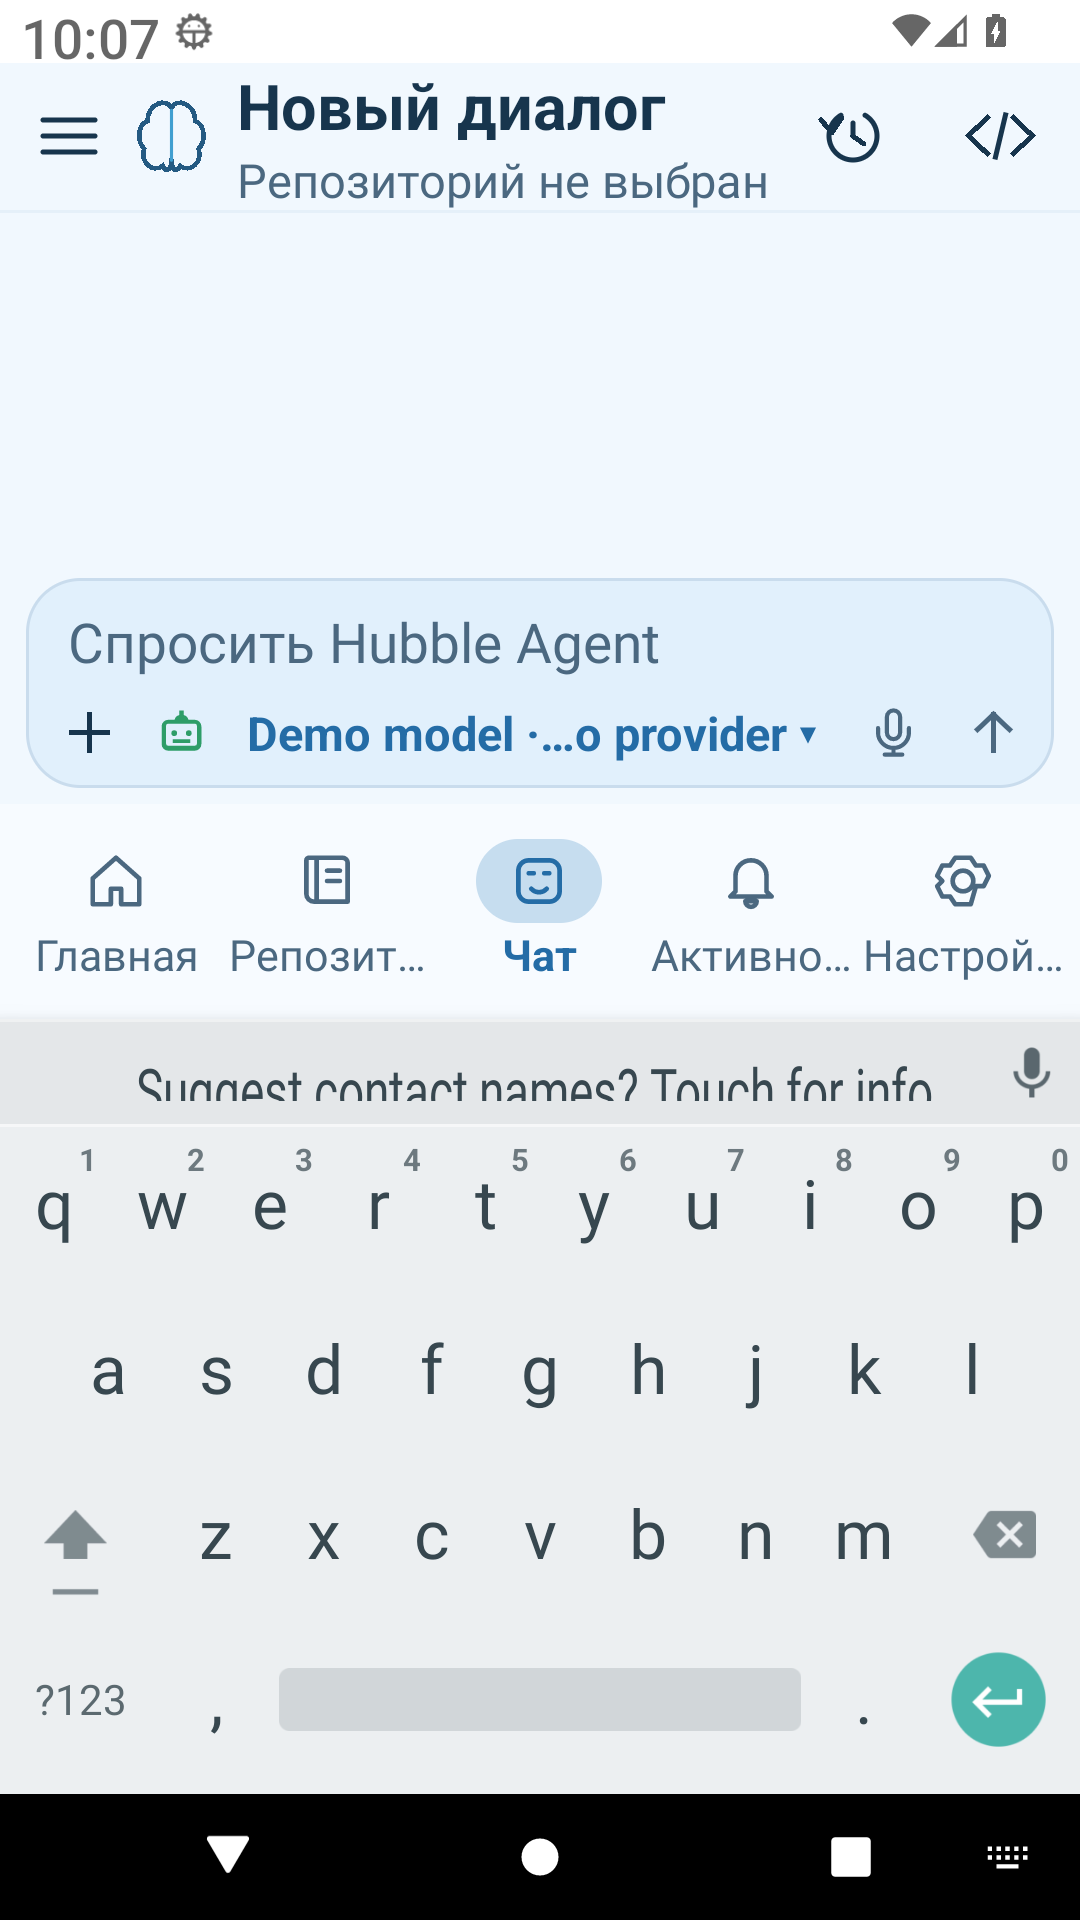 10:07
Новый диалог
Репозиторий не выбран
Спросить Hubble Agent
Demo model ·…o provider ▾
Главная
Репозит…
Чат
Активно…
Настрой…
Suggest contact names? Touch for info
1 2 3 4 5 6 7 8 9 0
q w e r t y u i o p
a s d f g h j k l
z x c v b n m
?123 , .